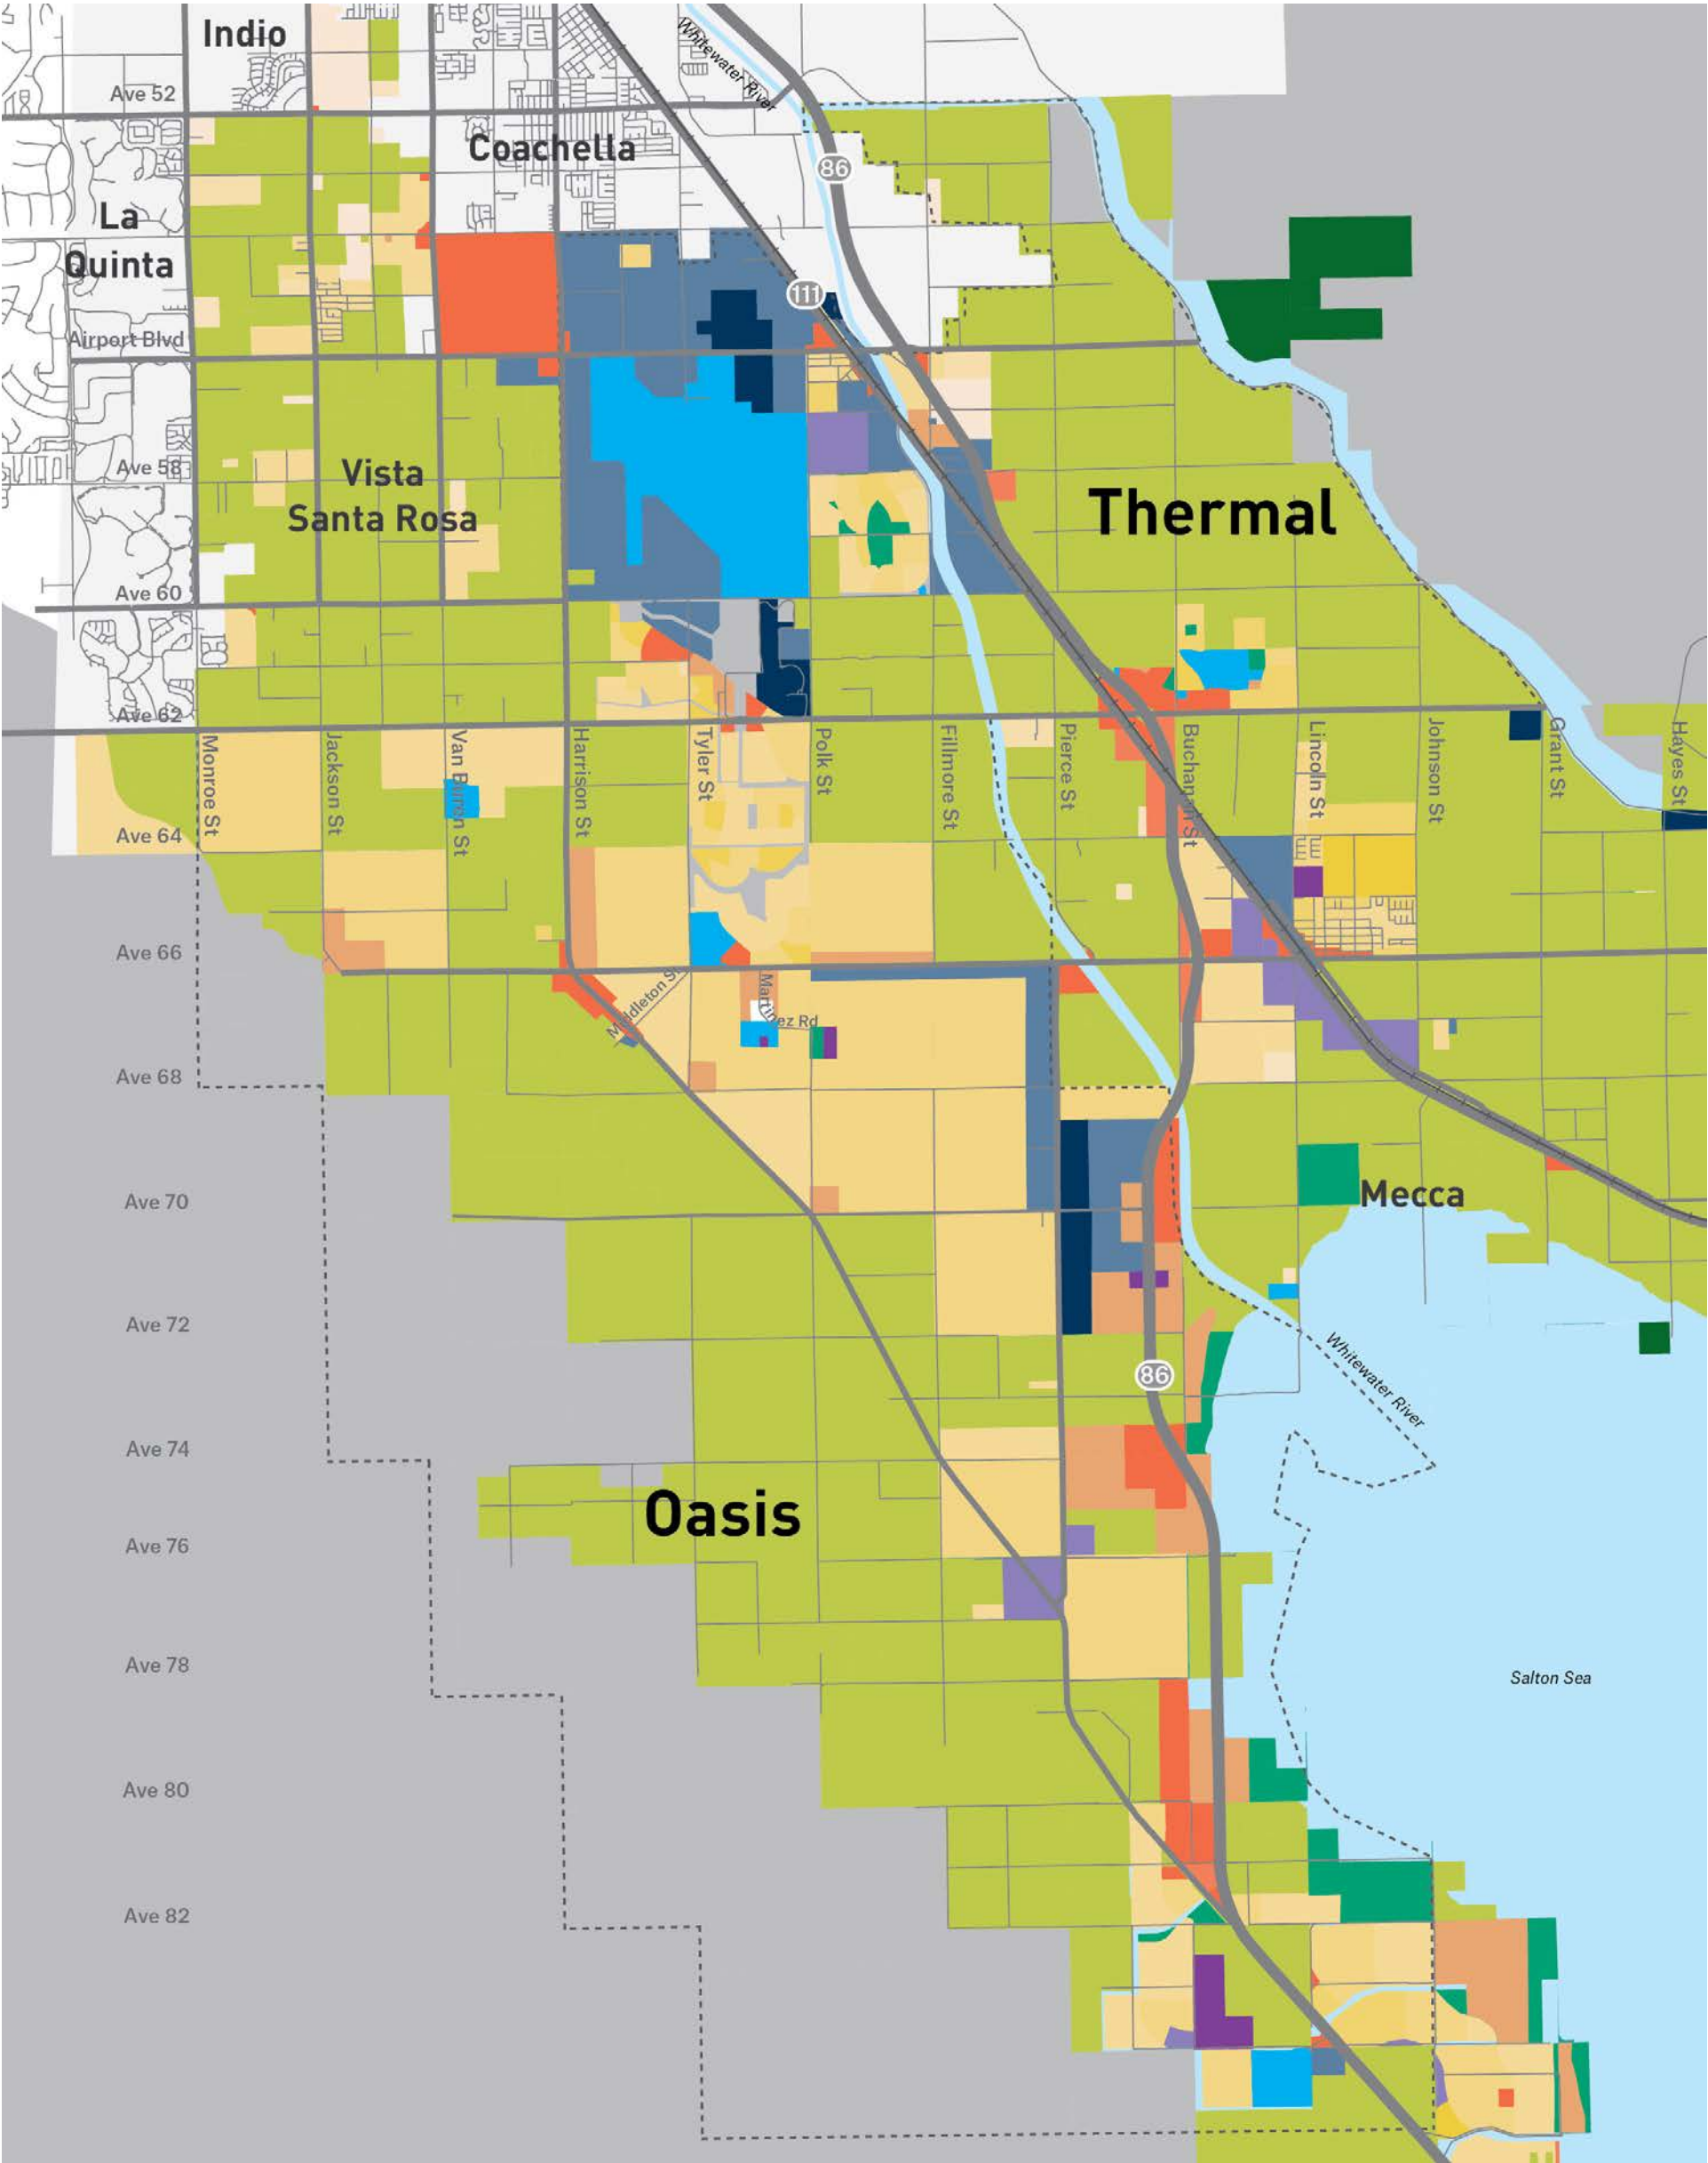 Indio
Whitewater River
Ave 52
Coachella
86
La
Quinta
111
Airport Blvd
Ave 58
Vista
Santa Rosa
Thermal
Ave 60
Ave 62
Monroe St
Jackson St
Van Buren St
Harrison St
Tyler St
Polk St
Fillmore St
Pierce St
Buchanan St
Lincoln St
Johnson St
Grant St
Hayes St
Ave 64
Ave 66
Middleton St
Martinez Rd
Ave 68
Ave 70
Mecca
Ave 72
Whitewater River
86
Ave 74
Oasis
Ave 76
Ave 78
Salton Sea
Ave 80
Ave 82